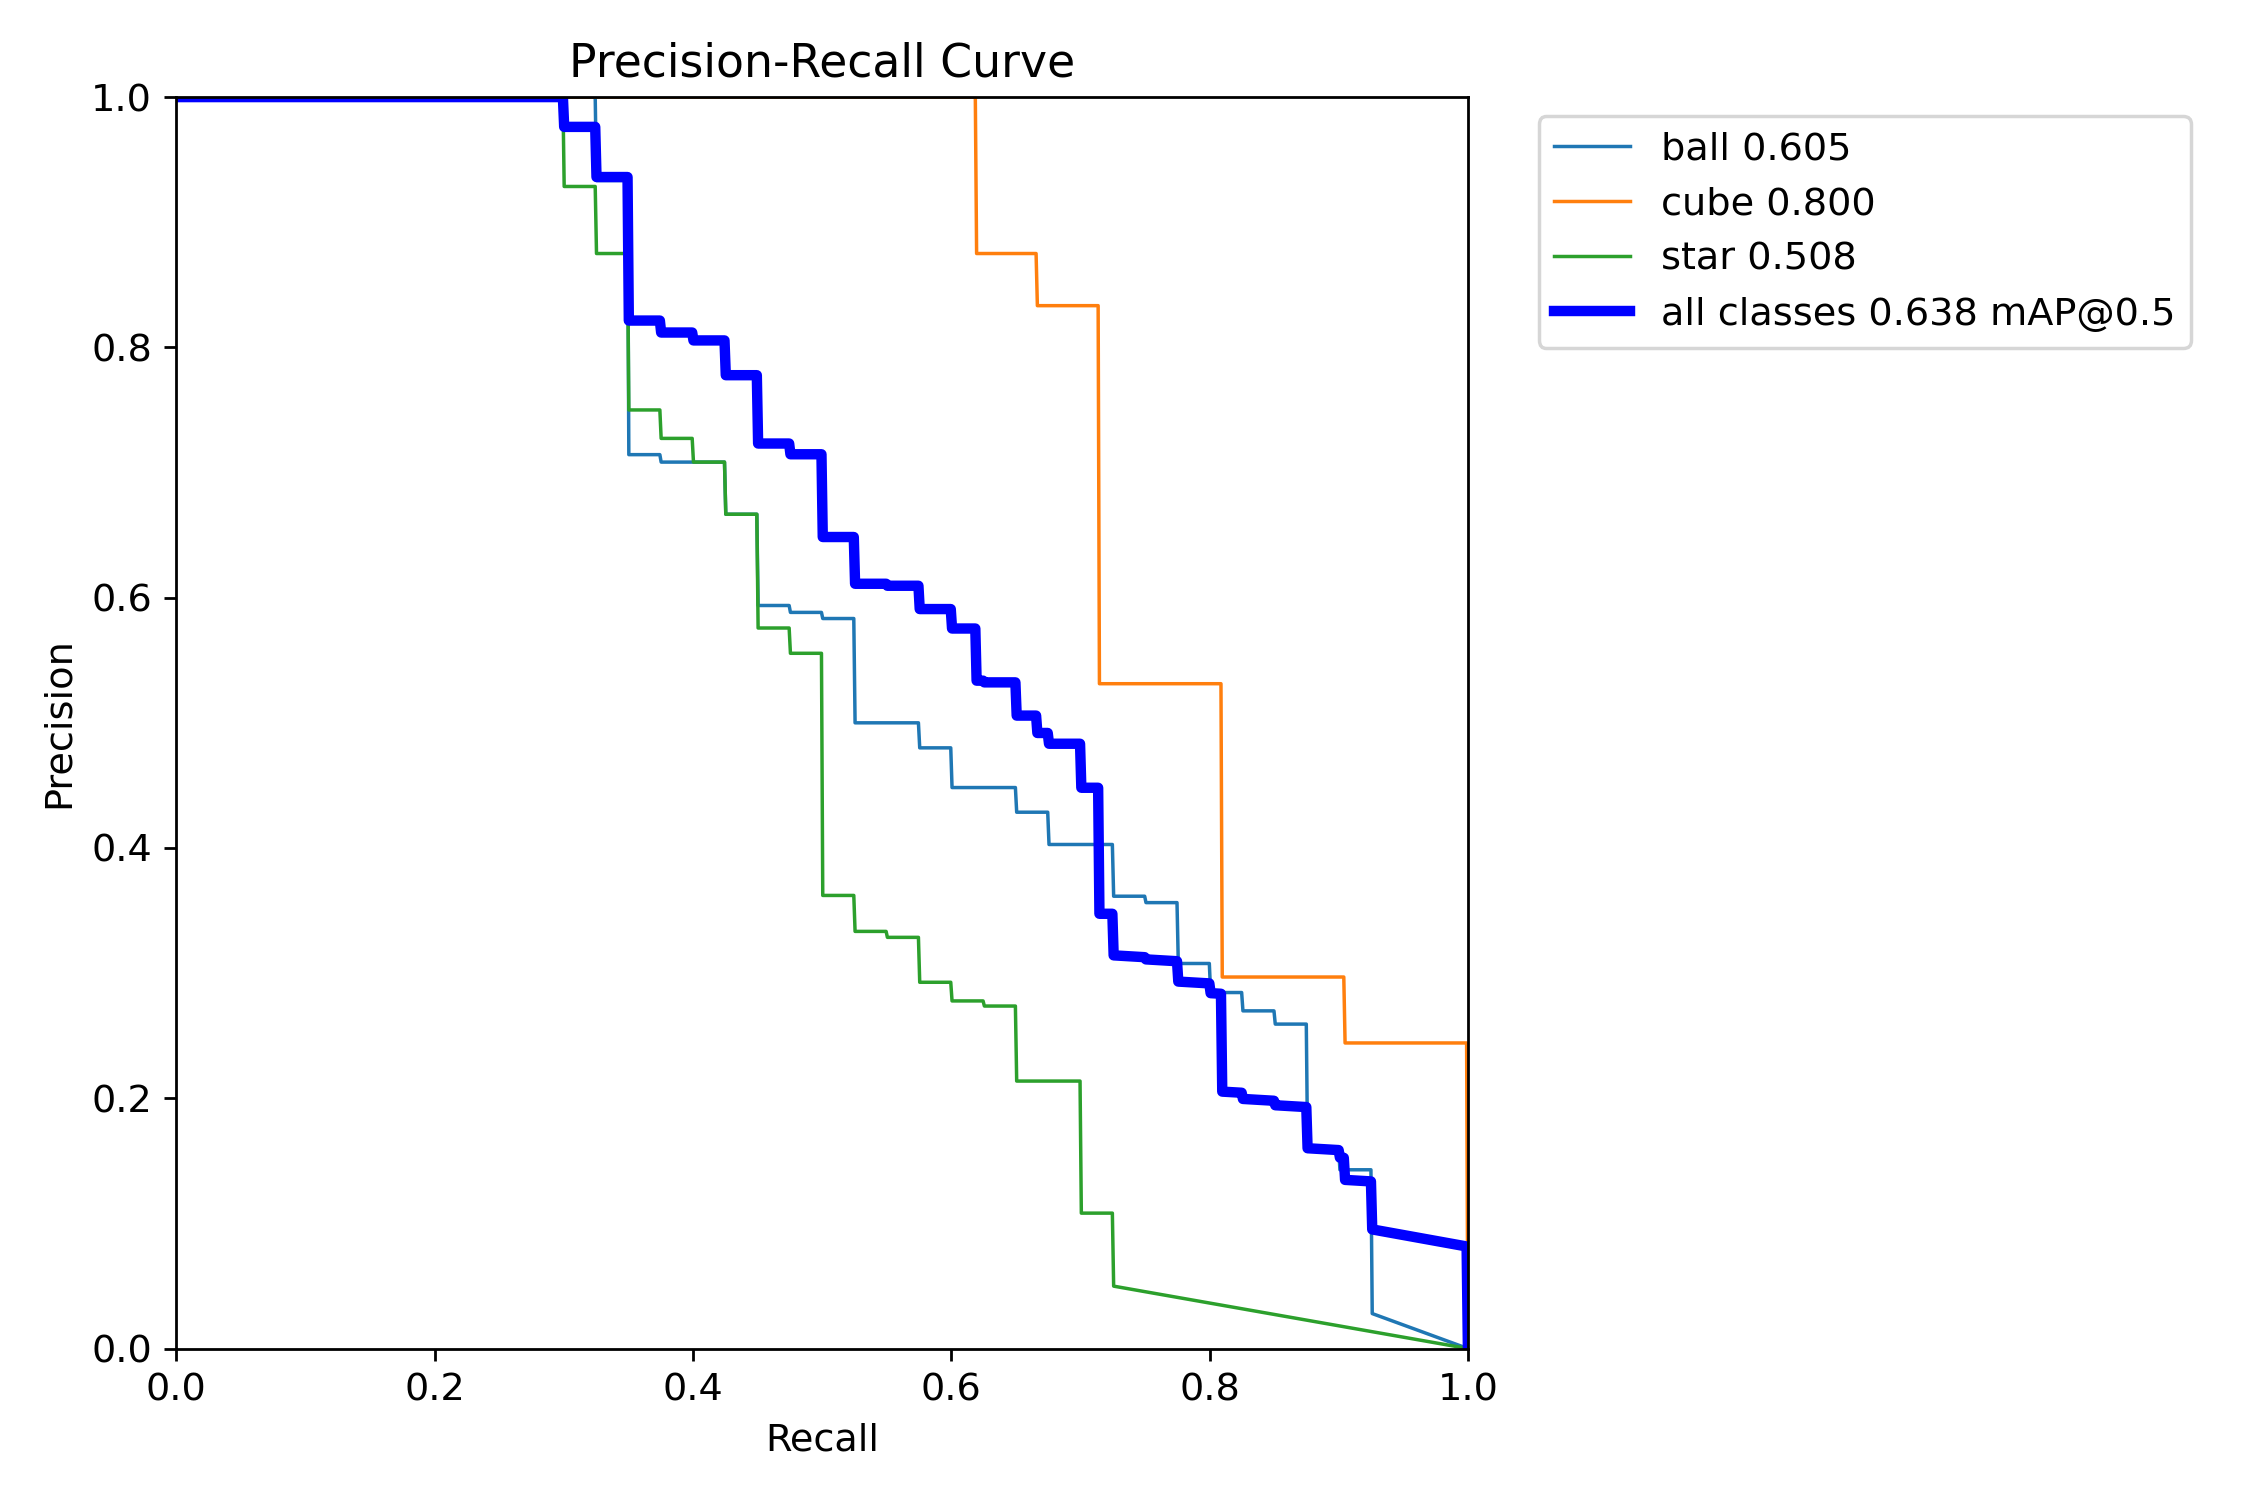 Precision-Recall Curve
1.0
0.8
0.6
0.4
0.2
0.0
Precision
0.0 0.2 0.4 0.6 0.8 1.0
Recall
ball 0.605
cube 0.800
star 0.508
all classes 0.638 mAP@0.5